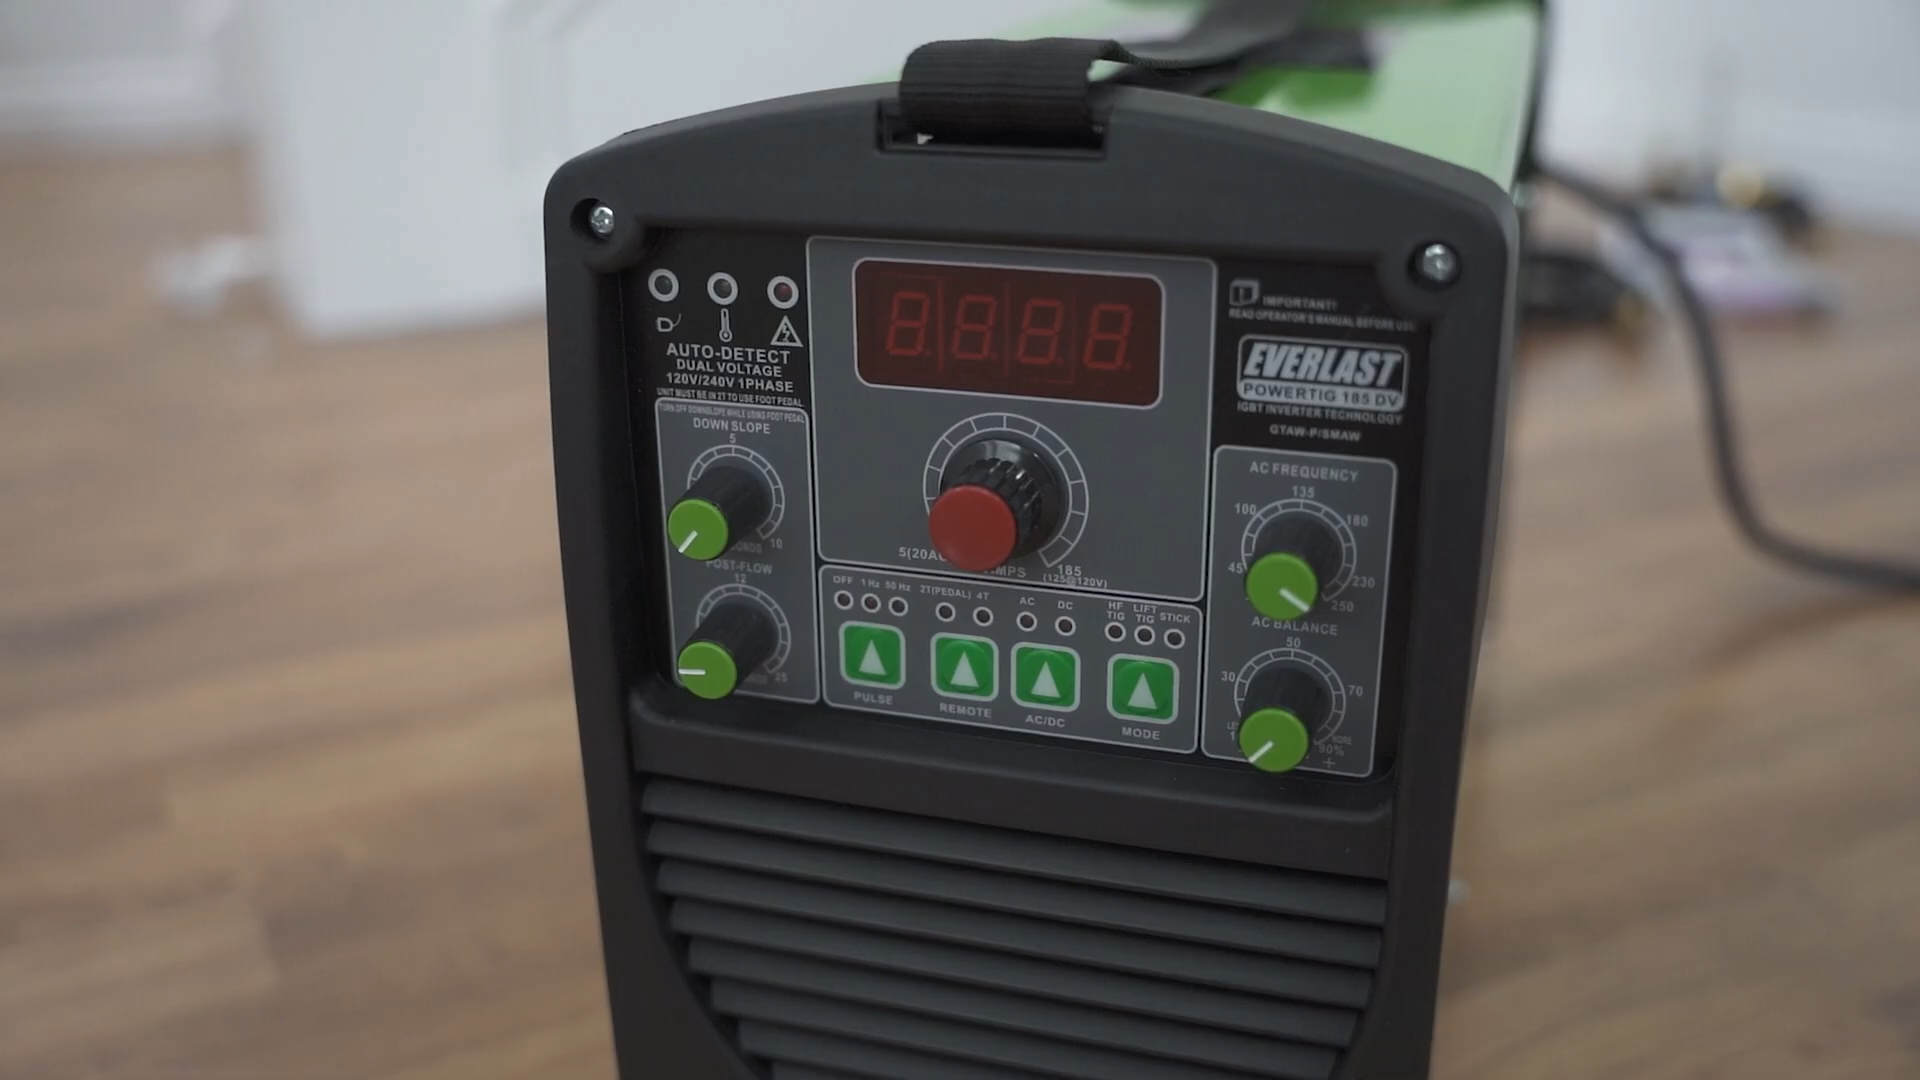 AUTO-DETECT
DUAL VOLTAGE
120V/240V 1PHASE
UNIT MUST BE IN 2T TO USE FOOT PEDAL
TURN OFF DOWNSLOPE WHILE USING FOOT PEDAL
DOWN SLOPE
5
10
POST-FLOW
12
25
8.8.8.8.
5(20AC
AMPS
185
(125@120V)
OFF 1 Hz 50 Hz 2T(PEDAL) 4T AC DC HF TIG LIFT TIG STICK
PULSE REMOTE AC/DC MODE
IMPORTANT!
READ OPERATOR'S MANUAL BEFORE USE
EVERLAST
POWERTIG 185 DV
IGBT INVERTER TECHNOLOGY
GTAW-P/SMAW
AC FREQUENCY
135
100 180
45 230
250
AC BALANCE
50
30 70
MORE
90%
+